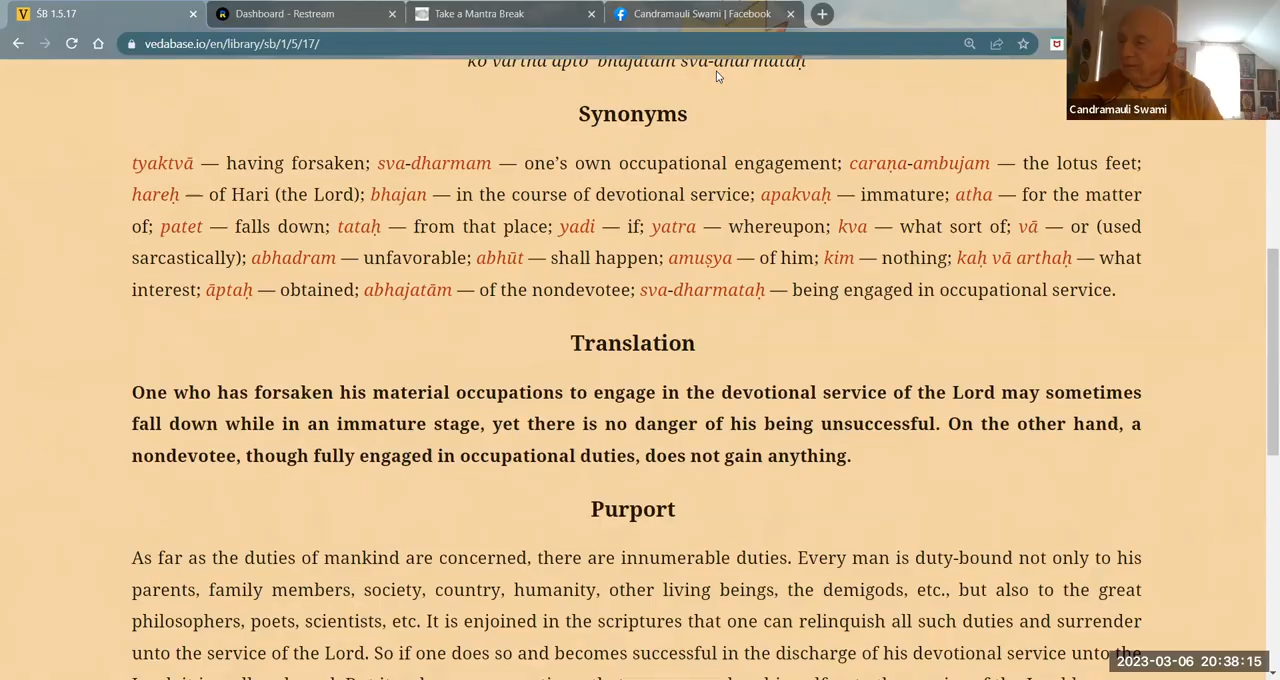 ŚB 1.5.17
Dashboard - Restream
Take a Mantra Break
Candramauli Swami | Facebook
vedabase.io/en/library/sb/1/5/17/
Candramauli Swami
ko vārtha āpto 'bhajatāṁ sva-dharmataḥ
Synonyms
tyaktvā — having forsaken; sva-dharmam — one's own occupational engagement; caraṇa-ambujam — the lotus feet;
hareḥ — of Hari (the Lord); bhajan — in the course of devotional service; apakvaḥ — immature; atha — for the matter
of; patet — falls down; tataḥ — from that place; yadi — if; yatra — whereupon; kva — what sort of; vā — or (used
sarcastically); abhadram — unfavorable; abhūt — shall happen; amuṣya — of him; kim — nothing; kaḥ vā arthaḥ — what
interest; āptaḥ — obtained; abhajatām — of the nondevotee; sva-dharmataḥ — being engaged in occupational service.
Translation
One who has forsaken his material occupations to engage in the devotional service of the Lord may sometimes
fall down while in an immature stage, yet there is no danger of his being unsuccessful. On the other hand, a
nondevotee, though fully engaged in occupational duties, does not gain anything.
Purport
As far as the duties of mankind are concerned, there are innumerable duties. Every man is duty-bound not only to his
parents, family members, society, country, humanity, other living beings, the demigods, etc., but also to the great
philosophers, poets, scientists, etc. It is enjoined in the scriptures that one can relinquish all such duties and surrender
unto the service of the Lord. So if one does so and becomes successful in the discharge of his devotional service unto the
2023-03-06 20:38:15